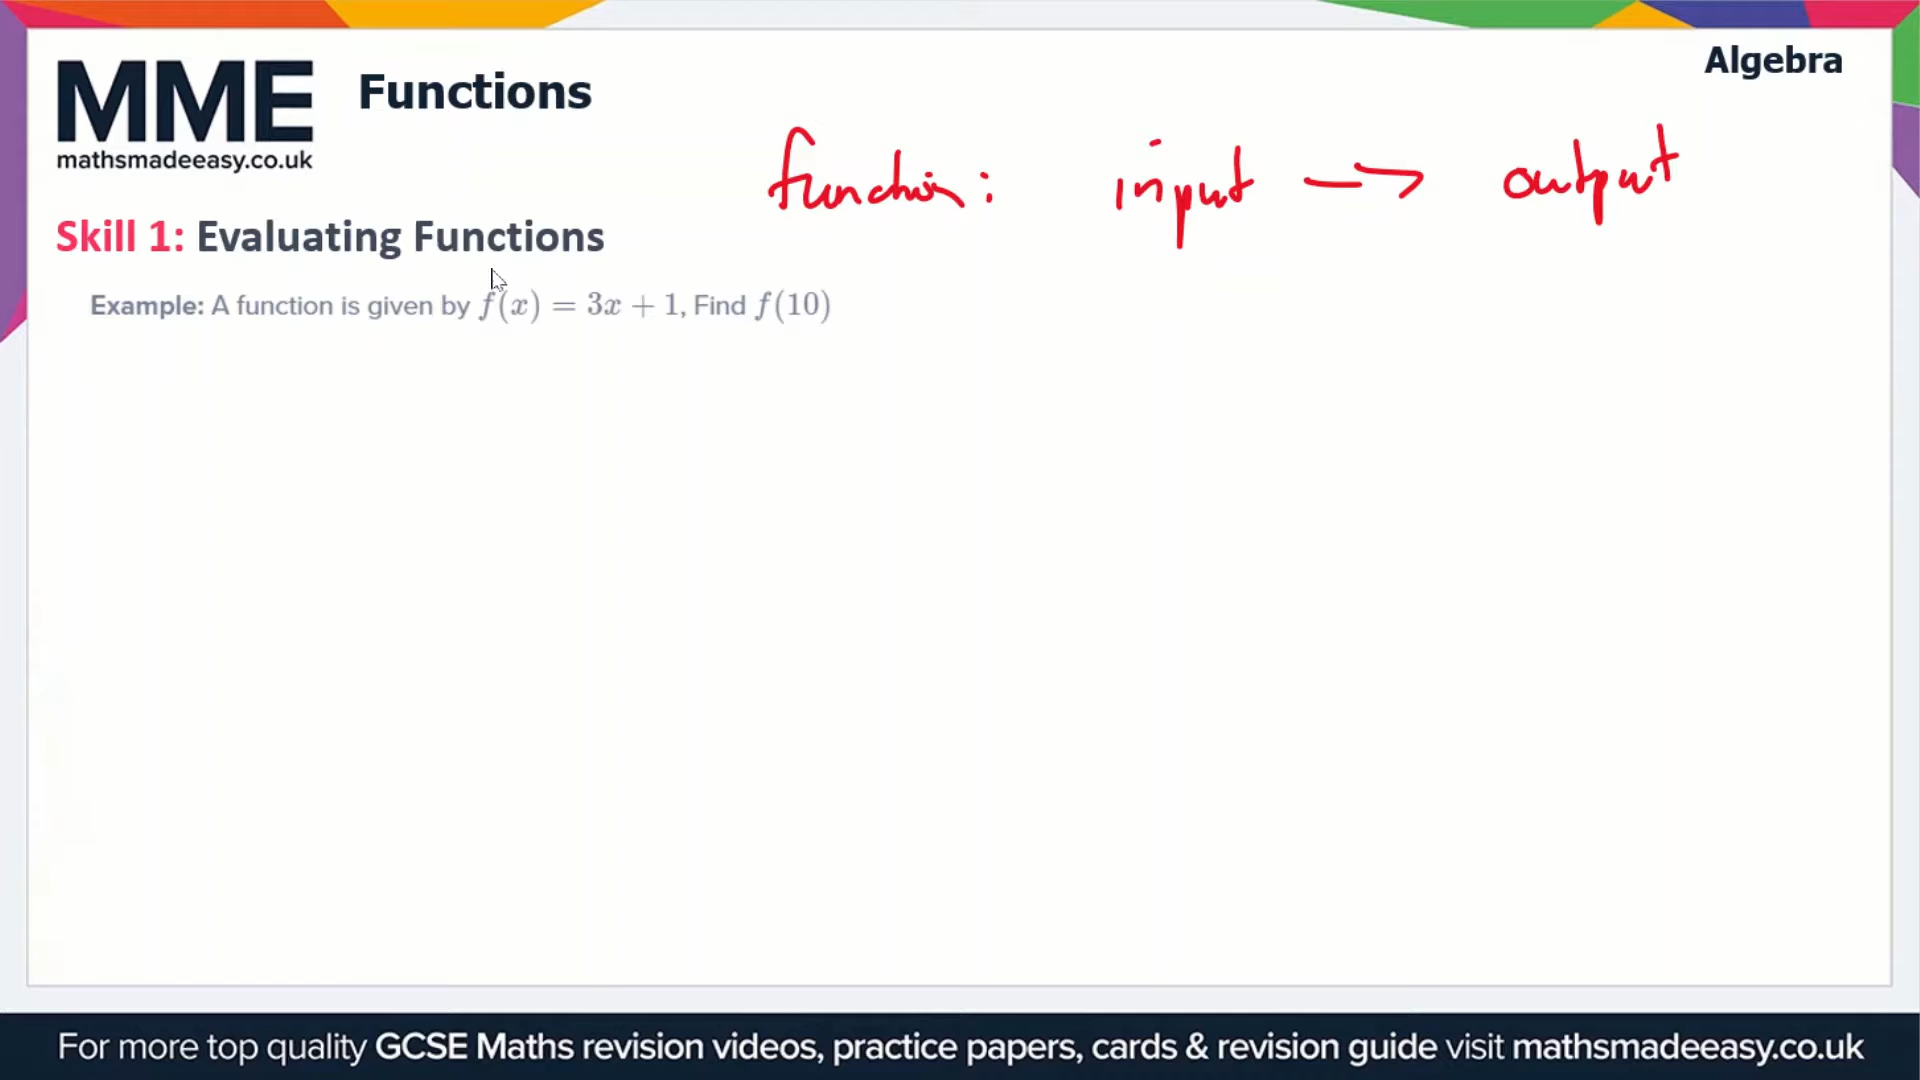 Algebra
MME Functions
mathsmadeeasy.co.uk
function: input → output
Skill 1: Evaluating Functions
Example: A function is given by f(x) = 3x + 1, Find f(10)
For more top quality GCSE Maths revision videos, practice papers, cards & revision guide visit mathsmadeeasy.co.uk